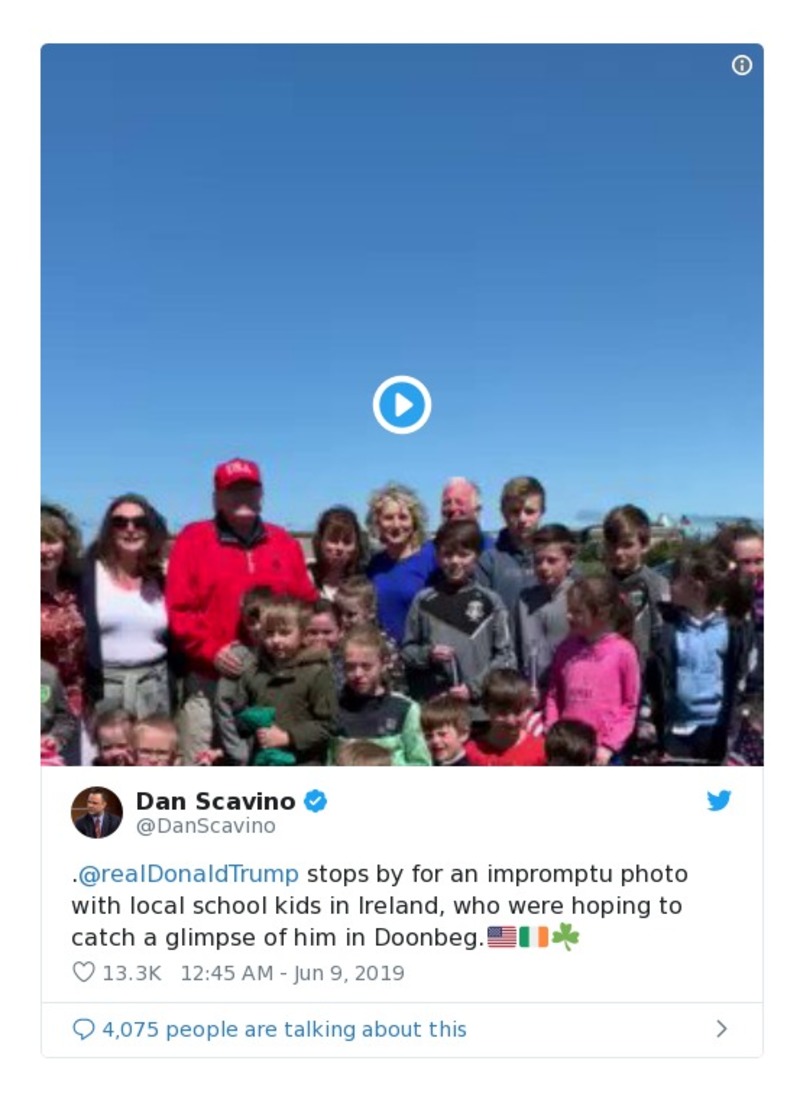 USA
Dan Scavino
@DanScavino
.@realDonaldTrump stops by for an impromptu photo
with local school kids in Ireland, who were hoping to
catch a glimpse of him in Doonbeg.🇺🇸🇮🇪☘️
13.3K 12:45 AM - Jun 9, 2019
4,075 people are talking about this